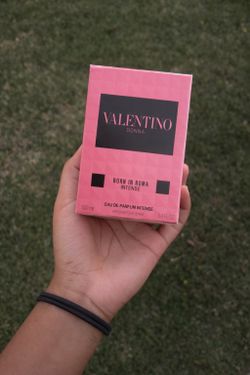 VALENTINO
DONNA
BORN IN ROMA
INTENSE
EAU DE PARFUM INTENSE